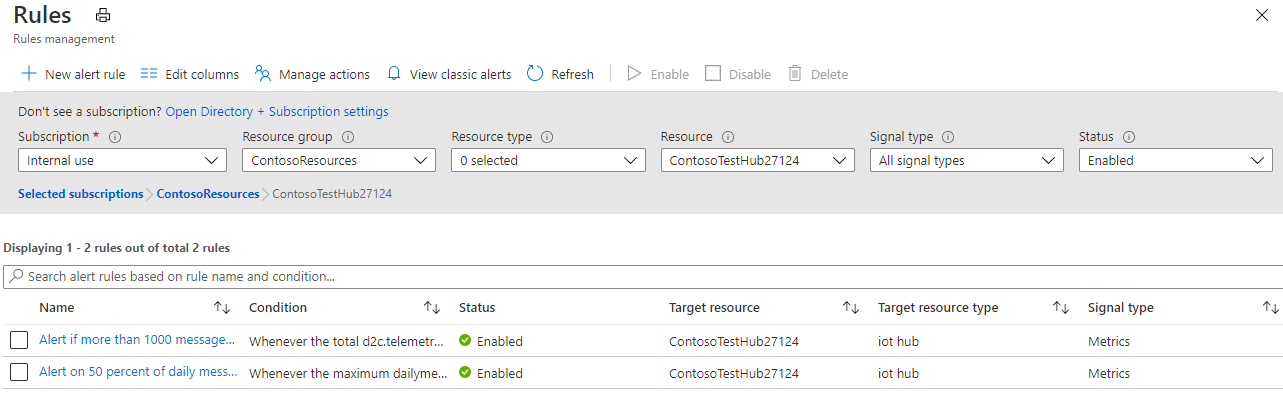 Rules
Rules management
New alert rule Edit columns Manage actions View classic alerts Refresh Enable Disable Delete
Don't see a subscription? Open Directory + Subscription settings
Subscription * Resource group Resource type Resource Signal type Status
Internal use ContosoResources 0 selected ContosoTestHub27124 All signal types Enabled
Selected subscriptions > ContosoResources > ContosoTestHub27124
Displaying 1 - 2 rules out of total 2 rules
Search alert rules based on rule name and condition...
Name Condition Status Target resource Target resource type Signal type
Alert if more than 1000 message... Whenever the total d2c.telemetr... Enabled ContosoTestHub27124 iot hub Metrics
Alert on 50 percent of daily mess... Whenever the maximum dailyme... Enabled ContosoTestHub27124 iot hub Metrics